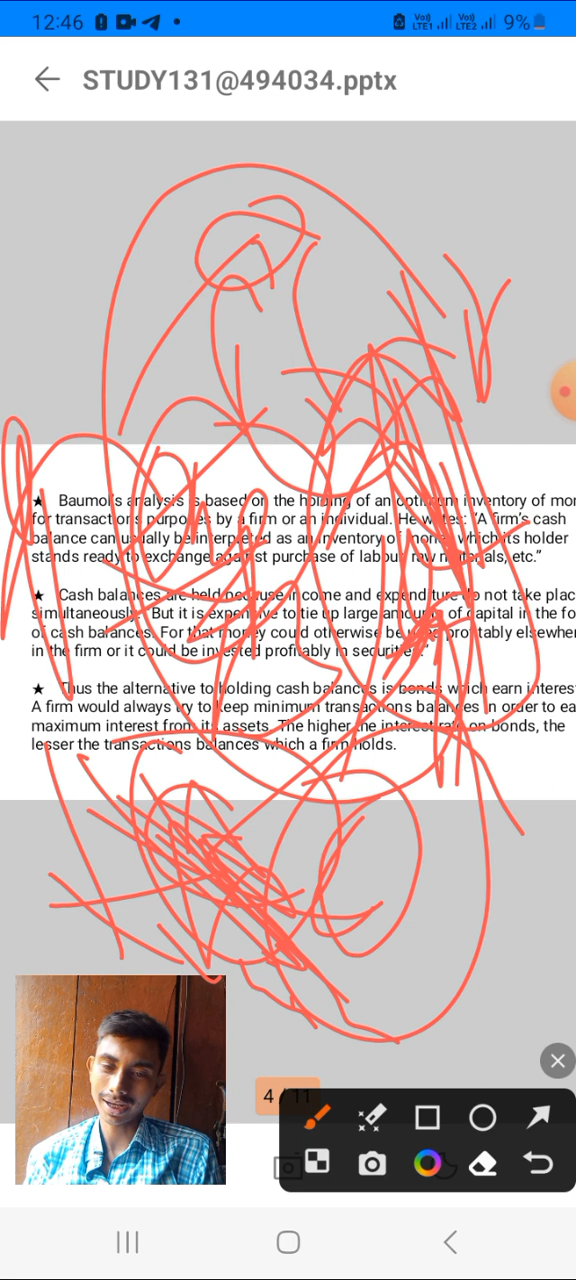 12:46
Vo)) LTE1 Vo)) LTE2 9%
STUDY131@494034.pptx
★ Baumol's analysis is based on the holding of an optimum inventory of mon
for transactions purposes by a firm or an individual. He writes: “A firm's cash
balance can usually be interpreted as an inventory of money which its holder
stands ready to exchange against purchase of labour raw materials, etc.”
★ Cash balances are held because income and expenditure do not take plac
simultaneously. “But it is expensive to tie up large amounts of capital in the fo
of cash balances. For that money could otherwise be used profitably elsewher
in the firm or it could be invested profitably in securities.”
★ Thus the alternative to holding cash balances is bonds which earn interes
A firm would always try to keep minimum transactions balances in order to ea
maximum interest from its assets. The higher the interest rate on bonds, the
lesser the transactions balances which a firm holds.
4 / 11